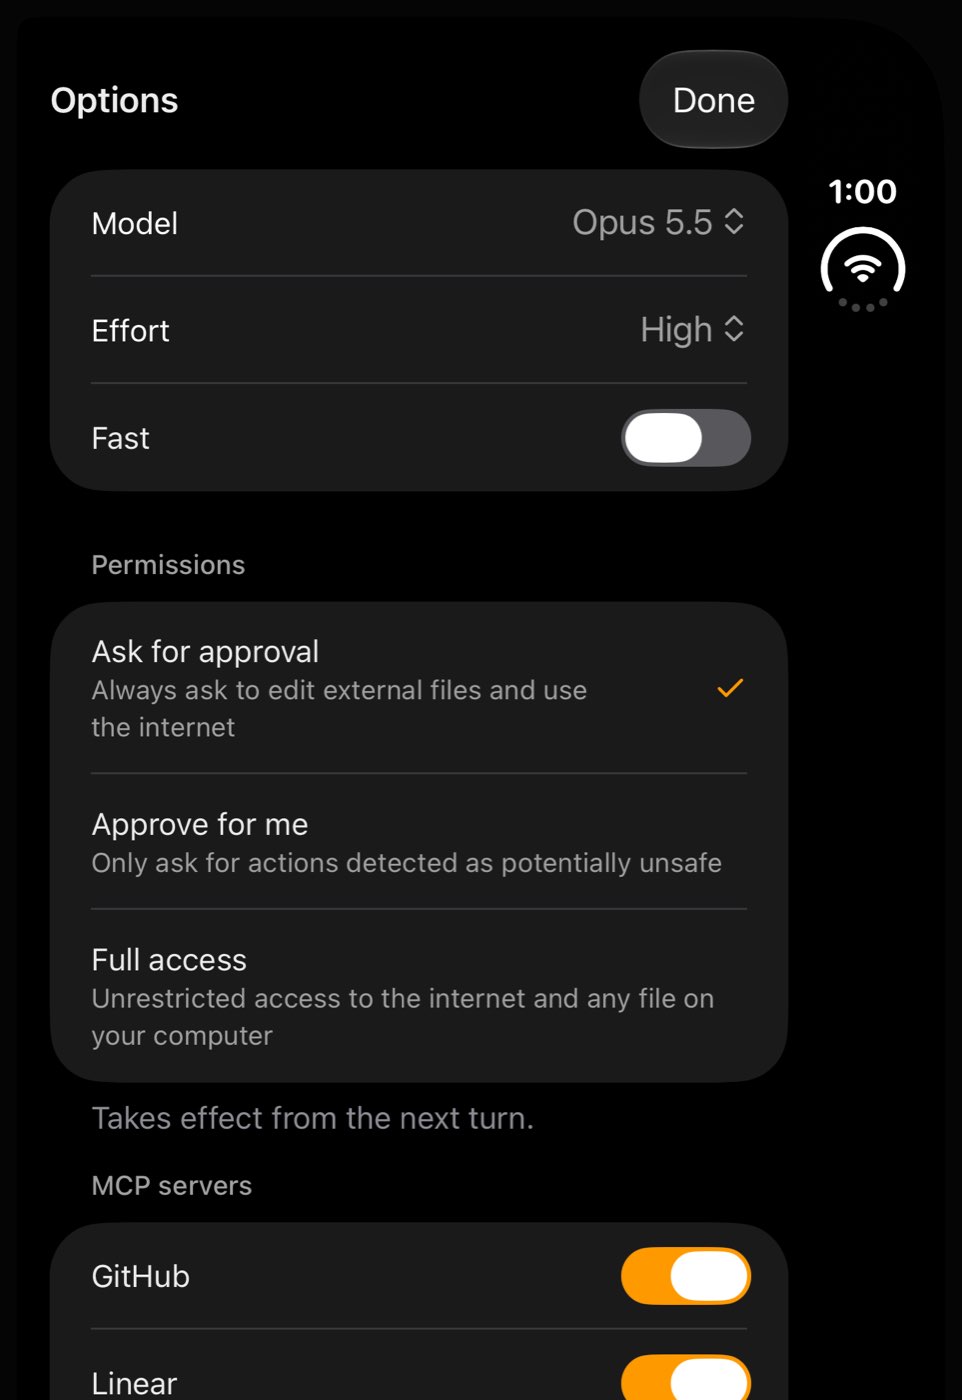 Options
Done
1:00
Model
Opus 5.5
Effort
High
Fast
Permissions
Ask for approval
Always ask to edit external files and use
the internet
Approve for me
Only ask for actions detected as potentially unsafe
Full access
Unrestricted access to the internet and any file on
your computer
Takes effect from the next turn.
MCP servers
GitHub
Linear